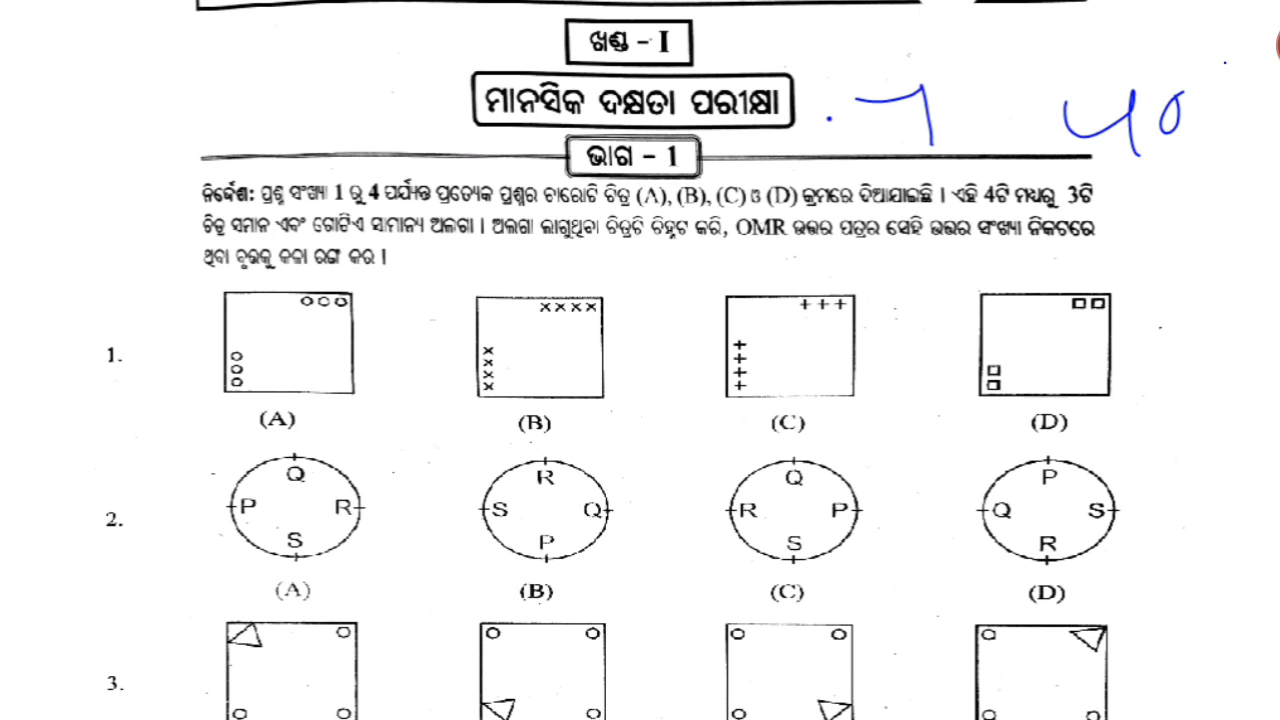 ଖଣ୍ଡ - I
ମାନସିକ ଦକ୍ଷତା ପରୀକ୍ଷା
ଭାଗ - 1
ନିର୍ଦ୍ଦେଶ: ପ୍ରଶ୍ନ ସଂଖ୍ୟା 1 ରୁ 4 ପର୍ଯ୍ୟନ୍ତ ପ୍ରତ୍ୟେକ ପ୍ରଶ୍ନର ଚାରୋଟି ଚିତ୍ର (A), (B), (C) ଓ (D) କ୍ରମରେ ଦିଆଯାଇଛି । ଏହି 4ଟି ମଧ୍ୟରୁ 3ଟି
ଚିତ୍ର ସମାନ ଏବଂ ଗୋଟିଏ ସାମାନ୍ୟ ଅଲଗା । ଅଲଗା ଲାଗୁଥିବା ଚିତ୍ରଟି ଚିହ୍ନଟ କରି, OMR ଉତ୍ତର ପତ୍ରର ସେହି ଉତ୍ତର ସଂଖ୍ୟା ନିକଟରେ
ଥିବା ବୃତ୍ତକୁ କଳା ରଙ୍ଗ କର ।
1.
(A) (B) (C) (D)
Q R Q P
2. P R S Q R P Q S
S P S R
(A) (B) (C) (D)
3.